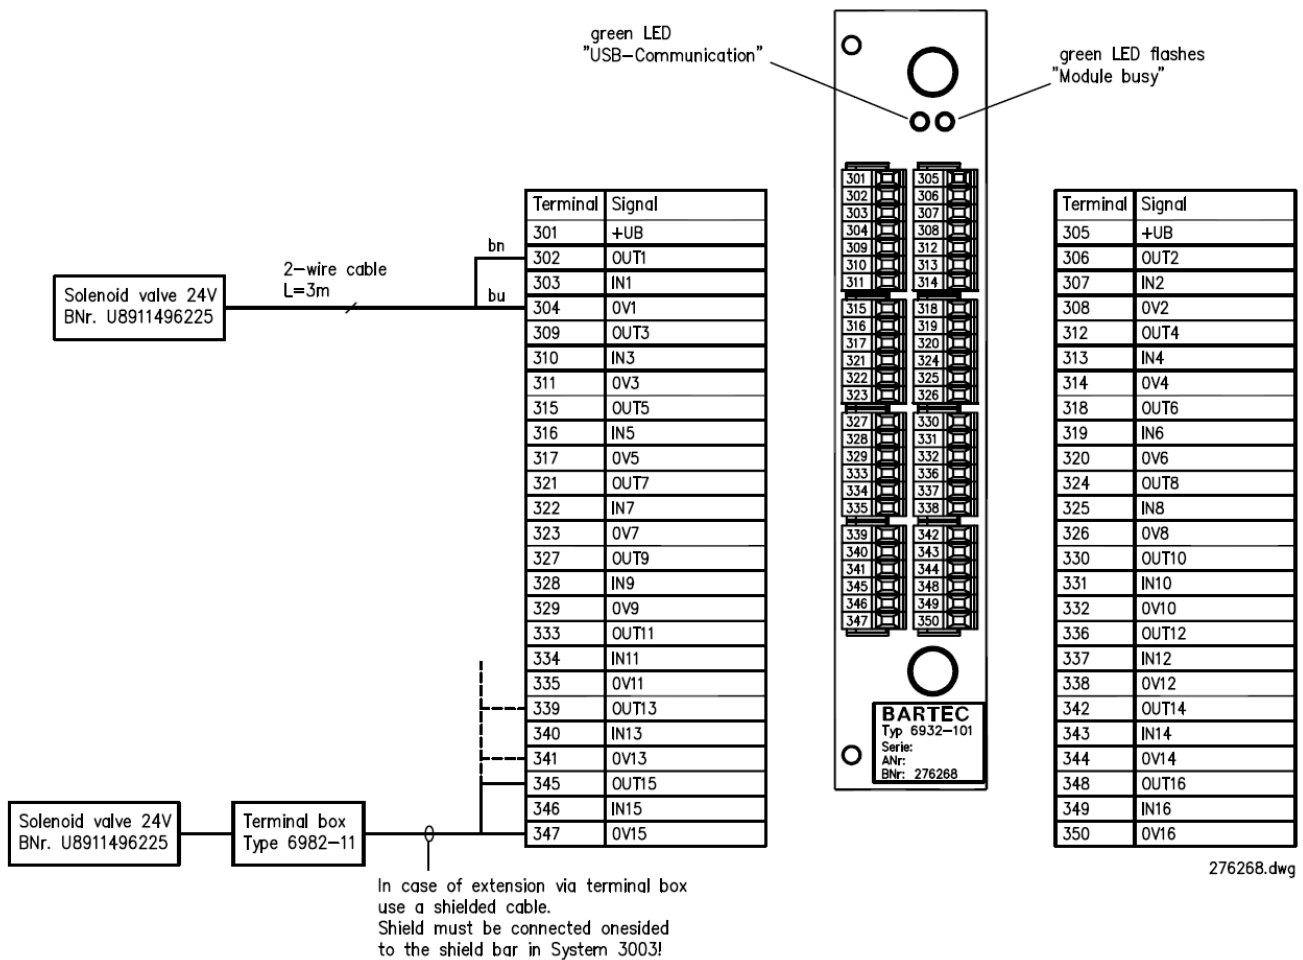 green LED
"USB-Communication"
green LED flashes
"Module busy"
2-wire cable
L=3m
bn
bu
Solenoid valve 24V
BNr. U8911496225
Terminal Signal
301 +UB
302 OUT1
303 IN1
304 0V1
309 OUT3
310 IN3
311 0V3
315 OUT5
316 IN5
317 0V5
321 OUT7
322 IN7
323 0V7
327 OUT9
328 IN9
329 0V9
333 OUT11
334 IN11
335 0V11
339 OUT13
340 IN13
341 0V13
345 OUT15
346 IN15
347 0V15
301 305
302 306
303 307
304 308
309 312
310 313
311 314
315 318
316 319
317 320
321 324
322 325
323 326
327 330
328 331
329 332
333 336
334 337
335 338
339 342
340 343
341 344
345 348
346 349
347 350
BARTEC
Typ 6932-101
Serie:
ANr:
BNr: 276268
Terminal Signal
305 +UB
306 OUT2
307 IN2
308 0V2
312 OUT4
313 IN4
314 0V4
318 OUT6
319 IN6
320 0V6
324 OUT8
325 IN8
326 0V8
330 OUT10
331 IN10
332 0V10
336 OUT12
337 IN12
338 0V12
342 OUT14
343 IN14
344 0V14
348 OUT16
349 IN16
350 0V16
276268.dwg
Solenoid valve 24V
BNr. U8911496225
Terminal box
Type 6982-11
In case of extension via terminal box
use a shielded cable.
Shield must be connected onesided
to the shield bar in System 3003!